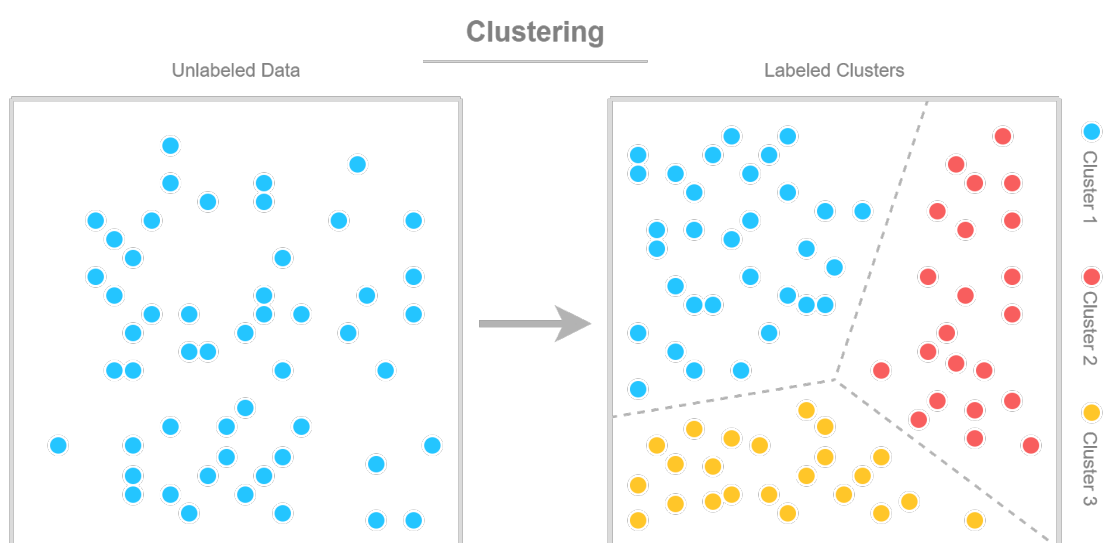 Clustering
Unlabeled Data
Labeled Clusters
Cluster 1
Cluster 2
Cluster 3